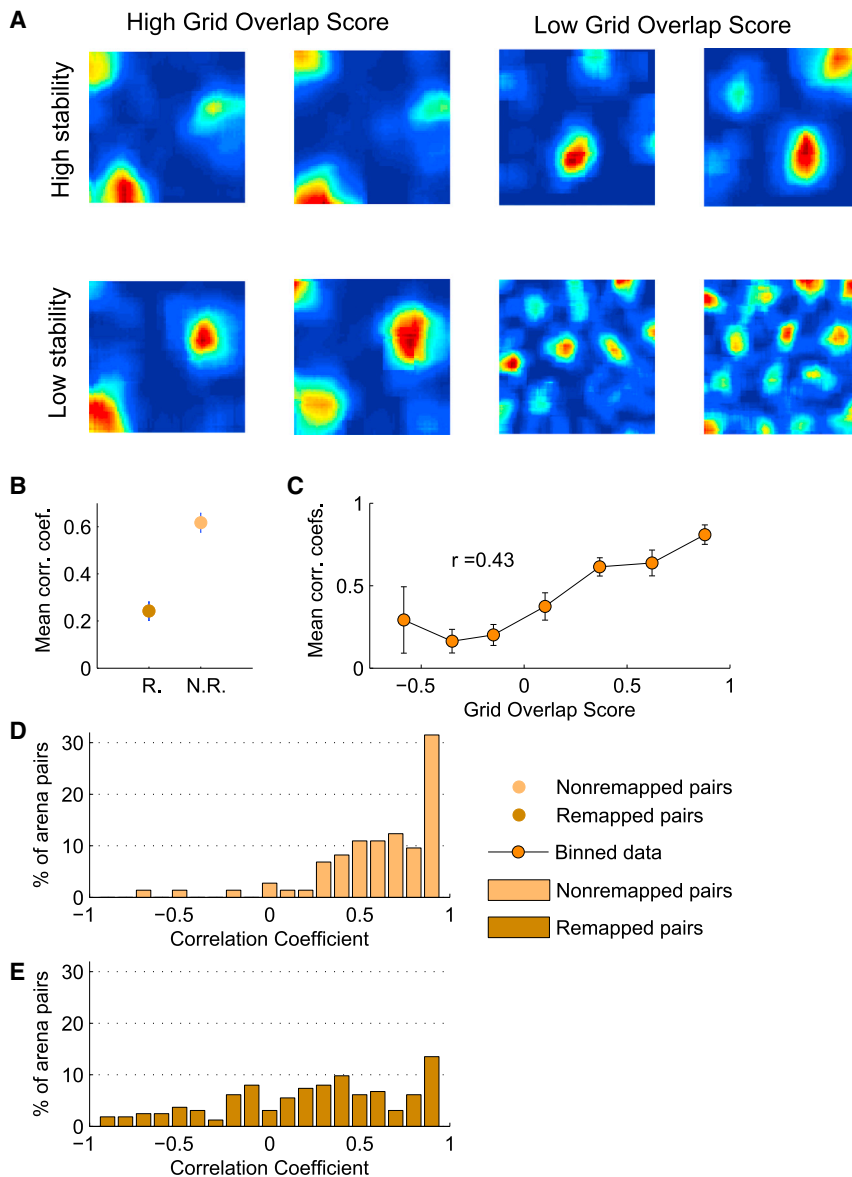 A
High Grid Overlap Score
Low Grid Overlap Score
High stability
Low stability
B
Mean corr. coef.
0.6
0.4
0.2
0
R.
N.R.
C
Mean corr. coefs.
1
0.5
0
r =0.43
−0.5
0
0.5
1
Grid Overlap Score
D
% of arena pairs
30
20
10
0
−1
−0.5
0
0.5
1
Correlation Coefficient
Nonremapped pairs
Remapped pairs
Binned data
Nonremapped pairs
Remapped pairs
E
% of arena pairs
30
20
10
0
−1
−0.5
0
0.5
1
Correlation Coefficient